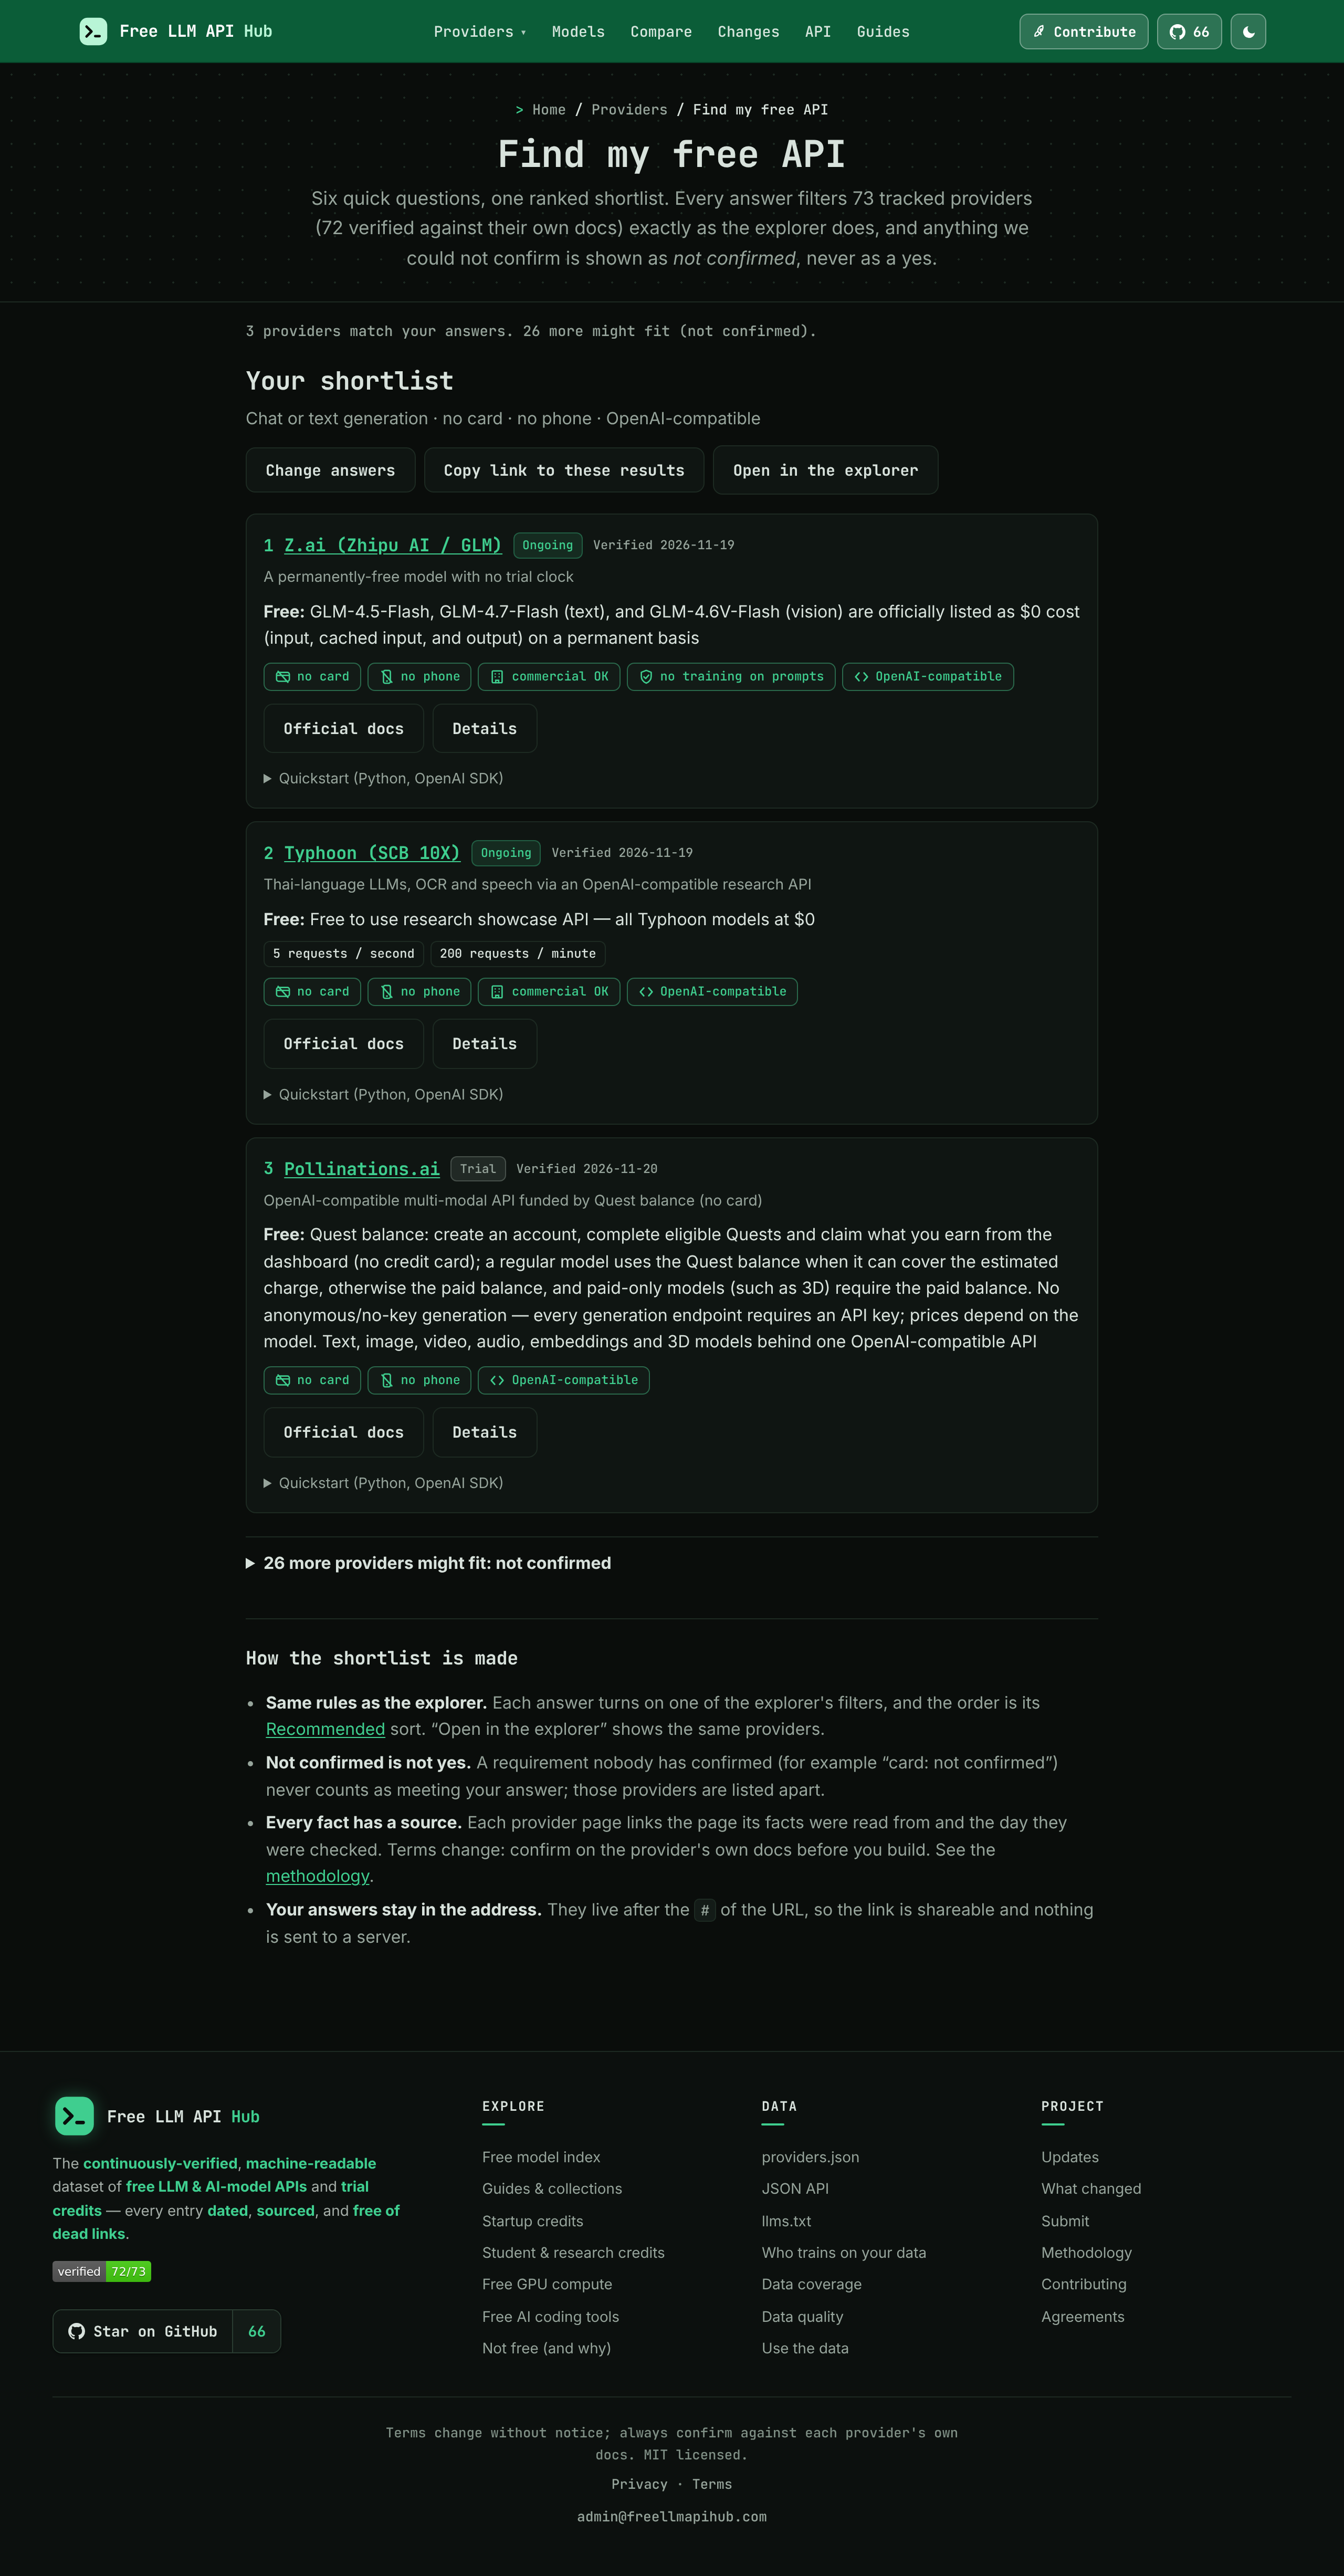 Free LLM API Hub
Providers ▾ Models Compare Changes API Guides
Contribute 66
> Home / Providers / Find my free API
Find my free API
Six quick questions, one ranked shortlist. Every answer filters 73 tracked providers
(72 verified against their own docs) exactly as the explorer does, and anything we
could not confirm is shown as not confirmed, never as a yes.
3 providers match your answers. 26 more might fit (not confirmed).
Your shortlist
Chat or text generation · no card · no phone · OpenAI-compatible
Change answers Copy link to these results Open in the explorer
1 Z.ai (Zhipu AI / GLM) Ongoing Verified 2026-11-19
A permanently-free model with no trial clock
Free: GLM-4.5-Flash, GLM-4.7-Flash (text), and GLM-4.6V-Flash (vision) are officially listed as $0 cost
(input, cached input, and output) on a permanent basis
no card no phone commercial OK no training on prompts OpenAI-compatible
Official docs Details
▶ Quickstart (Python, OpenAI SDK)
2 Typhoon (SCB 10X) Ongoing Verified 2026-11-19
Thai-language LLMs, OCR and speech via an OpenAI-compatible research API
Free: Free to use research showcase API — all Typhoon models at $0
5 requests / second 200 requests / minute
no card no phone commercial OK OpenAI-compatible
Official docs Details
▶ Quickstart (Python, OpenAI SDK)
3 Pollinations.ai Trial Verified 2026-11-20
OpenAI-compatible multi-modal API funded by Quest balance (no card)
Free: Quest balance: create an account, complete eligible Quests and claim what you earn from the
dashboard (no credit card); a regular model uses the Quest balance when it can cover the estimated
charge, otherwise the paid balance, and paid-only models (such as 3D) require the paid balance. No
anonymous/no-key generation — every generation endpoint requires an API key; prices depend on the
model. Text, image, video, audio, embeddings and 3D models behind one OpenAI-compatible API
no card no phone OpenAI-compatible
Official docs Details
▶ Quickstart (Python, OpenAI SDK)
▶ 26 more providers might fit: not confirmed
How the shortlist is made
• Same rules as the explorer. Each answer turns on one of the explorer's filters, and the order is its
Recommended sort. “Open in the explorer” shows the same providers.
• Not confirmed is not yes. A requirement nobody has confirmed (for example “card: not confirmed”)
never counts as meeting your answer; those providers are listed apart.
• Every fact has a source. Each provider page links the page its facts were read from and the day they
were checked. Terms change: confirm on the provider's own docs before you build. See the
methodology.
• Your answers stay in the address. They live after the # of the URL, so the link is shareable and nothing
is sent to a server.
Free LLM API Hub
The continuously-verified, machine-readable
dataset of free LLM & AI-model APIs and trial
credits — every entry dated, sourced, and free of
dead links.
verified 72/73
Star on GitHub 66
EXPLORE
Free model index
Guides & collections
Startup credits
Student & research credits
Free GPU compute
Free AI coding tools
Not free (and why)
DATA
providers.json
JSON API
llms.txt
Who trains on your data
Data coverage
Data quality
Use the data
PROJECT
Updates
What changed
Submit
Methodology
Contributing
Agreements
Terms change without notice; always confirm against each provider's own
docs. MIT licensed.
Privacy · Terms
admin@freellmapihub.com